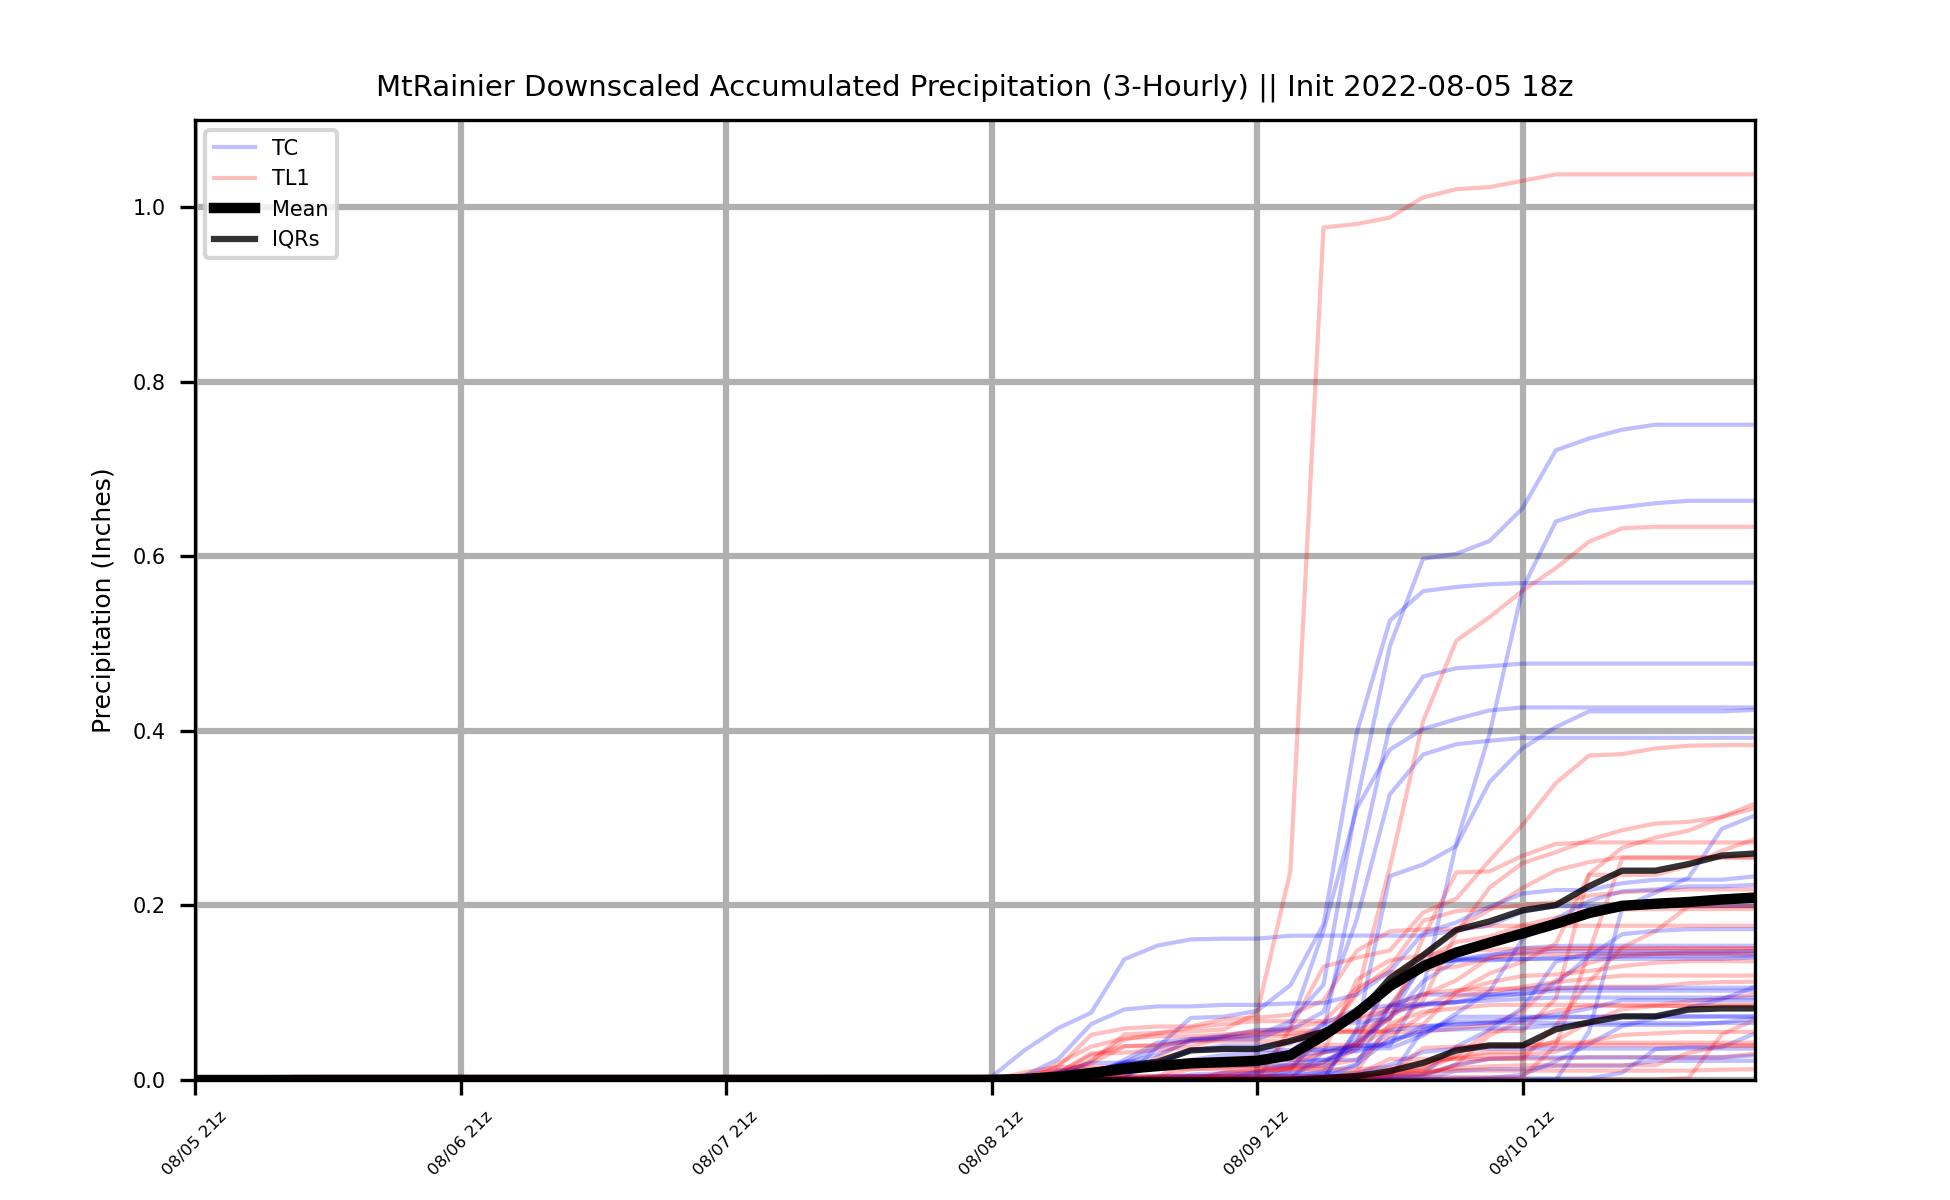 MtRainier Downscaled Accumulated Precipitation (3-Hourly) || Init 2022-08-05 18z
TC
TL1
Mean
IQRs
Precipitation (Inches)
1.0
0.8
0.6
0.4
0.2
0.0
08/05 21z
08/06 21z
08/07 21z
08/08 21z
08/09 21z
08/10 21z